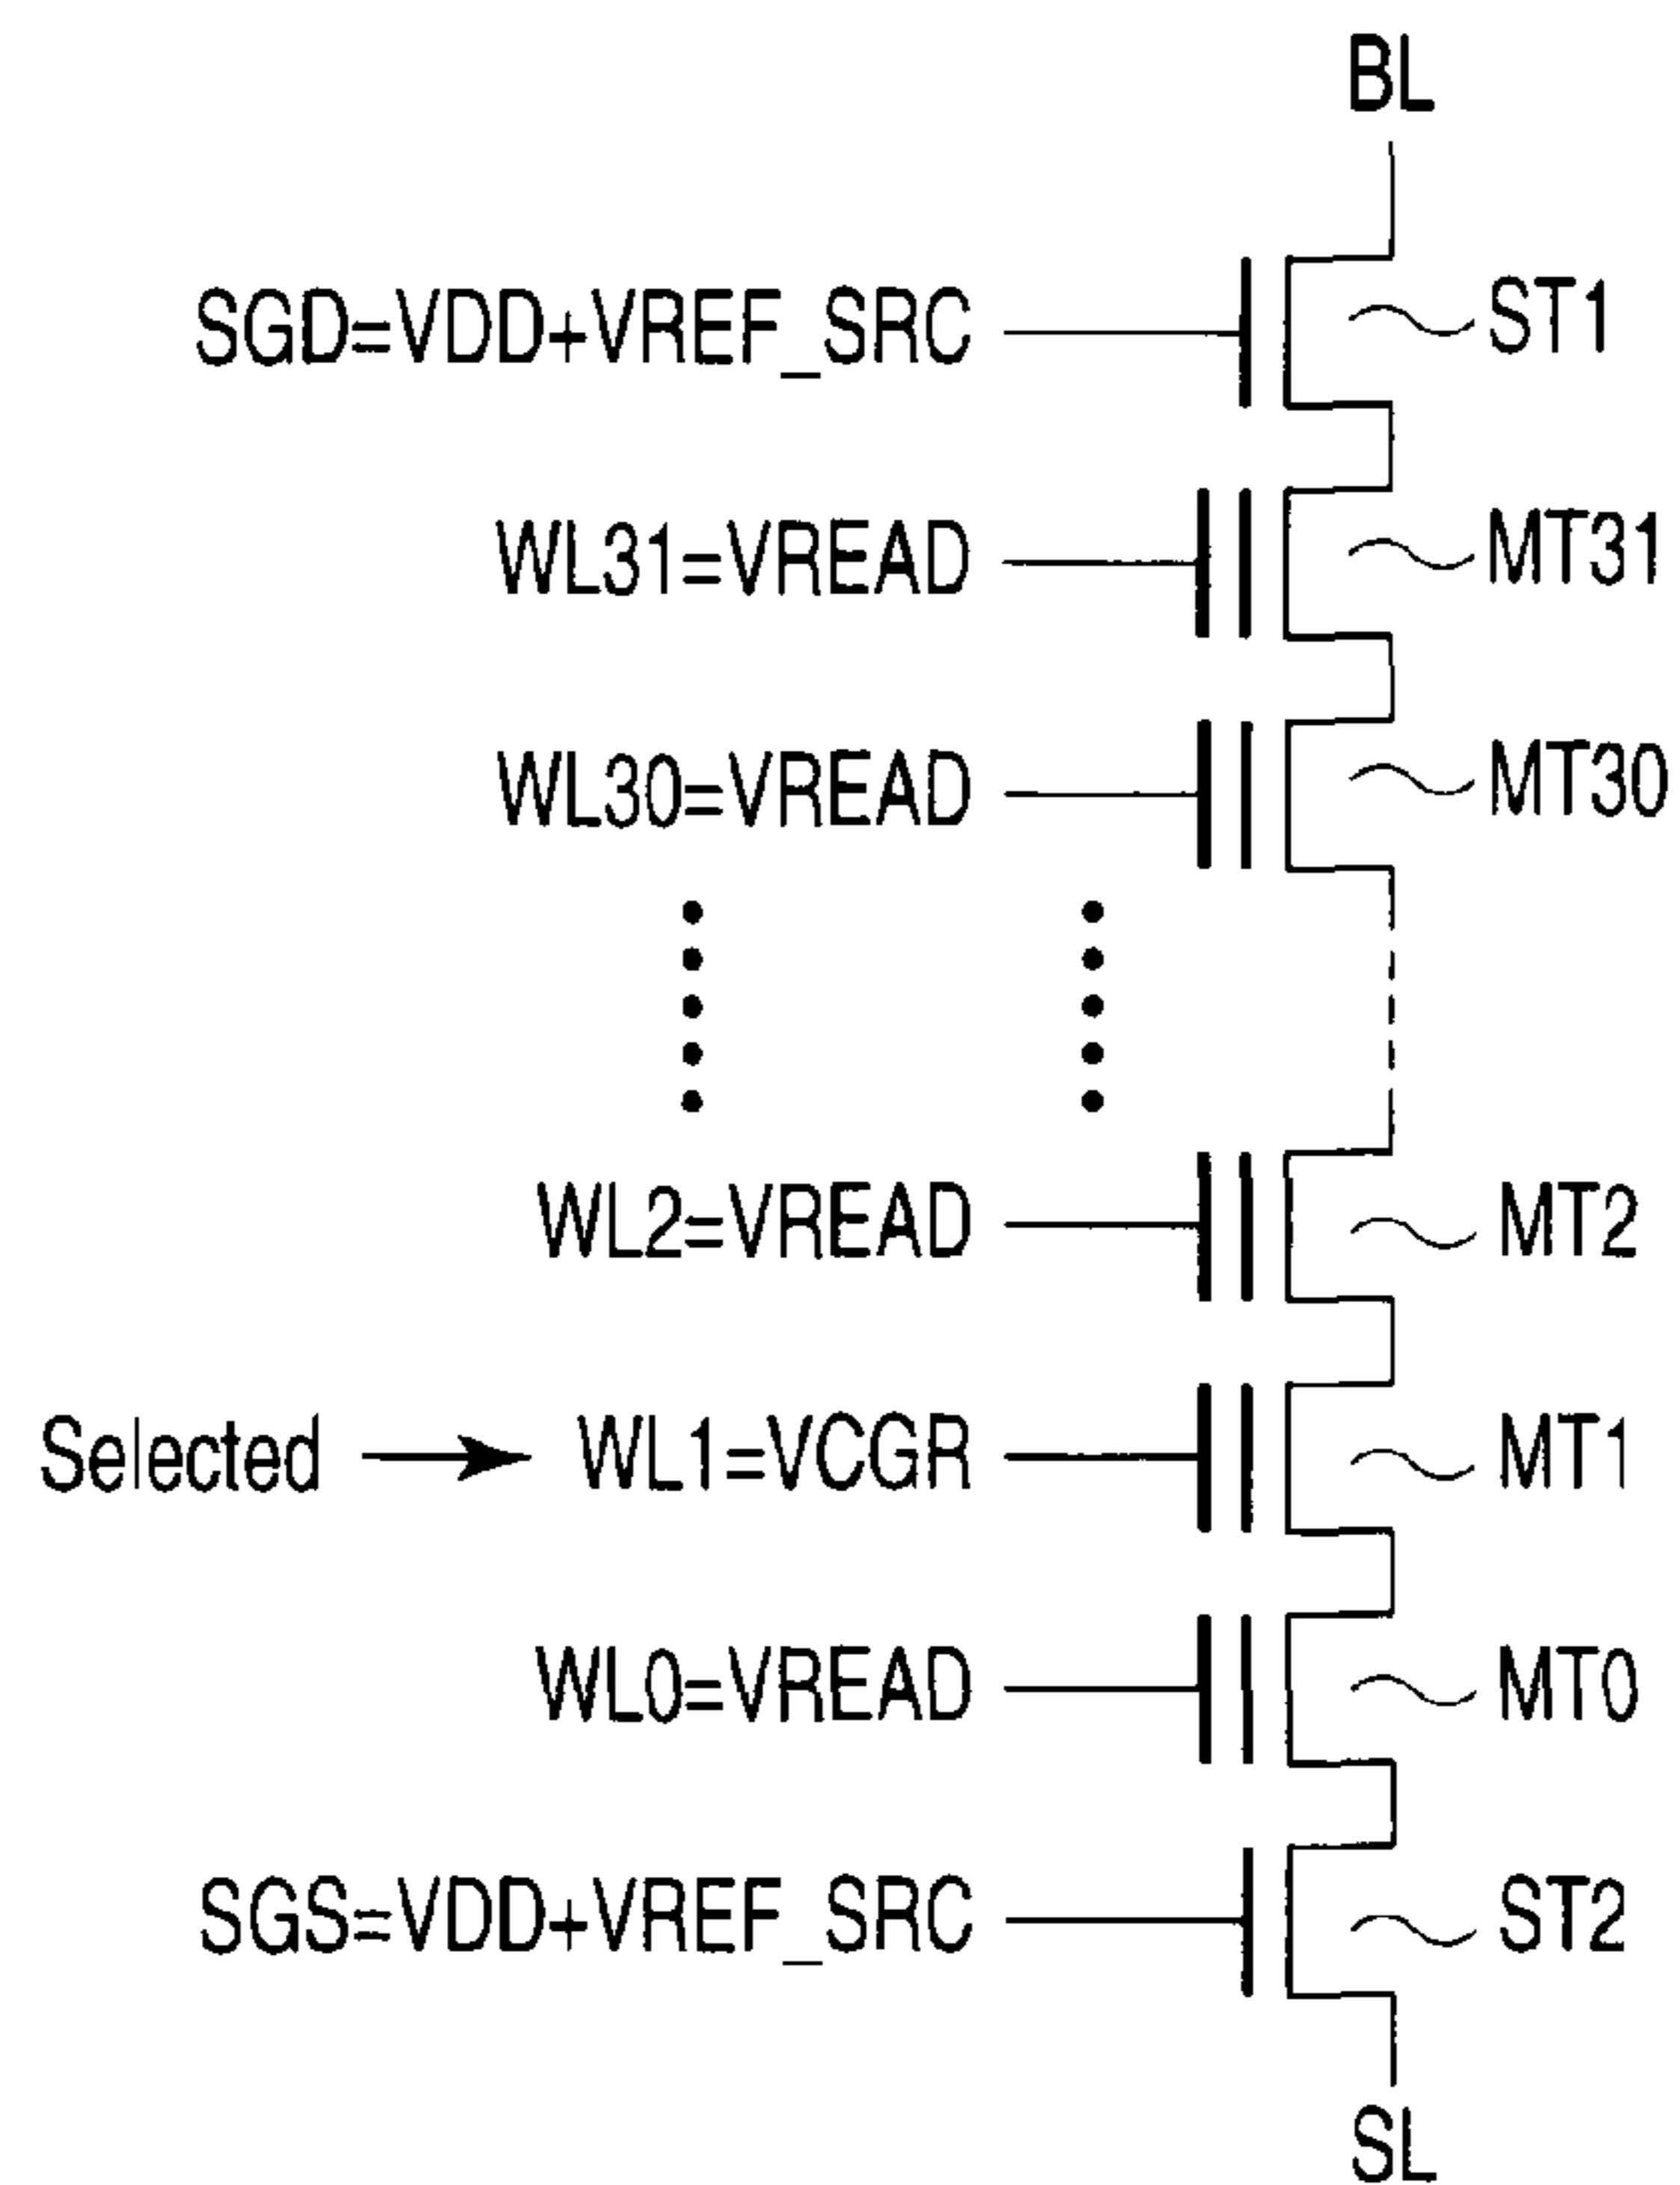 BL
SGD=VDD+VREF_SRC ST1
WL31=VREAD MT31
WL30=VREAD MT30
WL2=VREAD MT2
Selected WL1=VCGR MT1
WL0=VREAD MT0
SGS=VDD+VREF_SRC ST2
SL